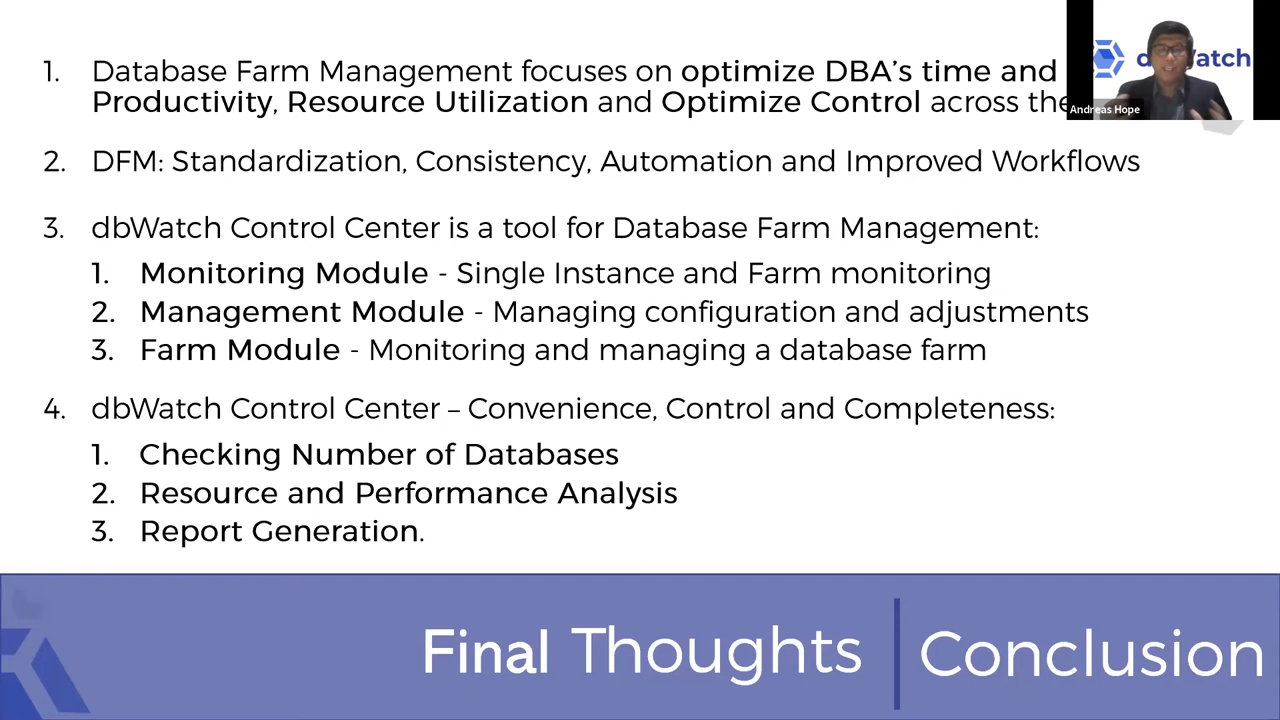 1. Database Farm Management focuses on optimize DBA's time and
Productivity, Resource Utilization and Optimize Control across the
2. DFM: Standardization, Consistency, Automation and Improved Workflows
3. dbWatch Control Center is a tool for Database Farm Management:
1. Monitoring Module - Single Instance and Farm monitoring
2. Management Module - Managing configuration and adjustments
3. Farm Module - Monitoring and managing a database farm
4. dbWatch Control Center – Convenience, Control and Completeness:
1. Checking Number of Databases
2. Resource and Performance Analysis
3. Report Generation.
Andreas Hope
Final Thoughts
Conclusion